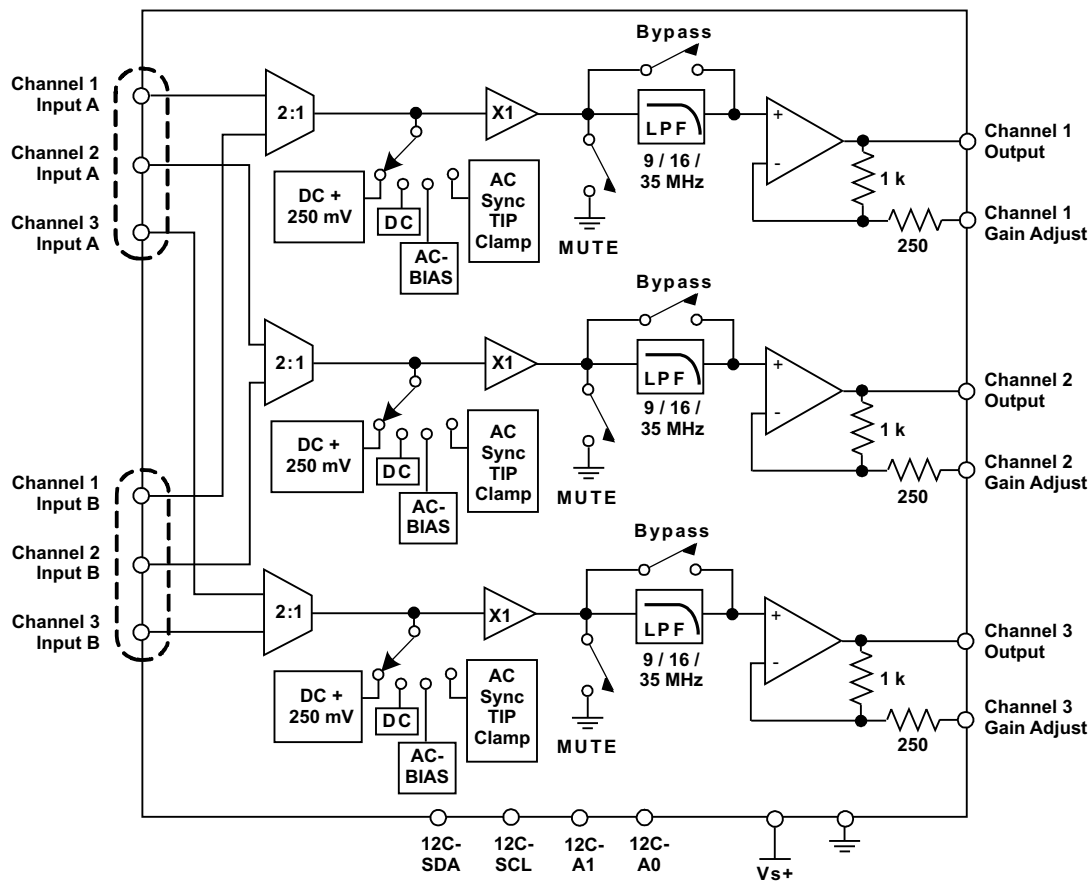 Channel 1
Input A
Channel 2
Input A
Channel 3
Input A
Channel 1
Input B
Channel 2
Input B
Channel 3
Input B
2:1
X1
Bypass
LPF
9 / 16 /
35 MHz
DC +
250 mV
DC
AC-
BIAS
AC
Sync
TIP
Clamp
MUTE
+
-
1 k
250
Channel 1
Output
Channel 1
Gain Adjust
2:1
X1
Bypass
LPF
9 / 16 /
35 MHz
DC +
250 mV
DC
AC-
BIAS
AC
Sync
TIP
Clamp
MUTE
+
-
1 k
250
Channel 2
Output
Channel 2
Gain Adjust
2:1
X1
Bypass
LPF
9 / 16 /
35 MHz
DC +
250 mV
DC
AC-
BIAS
AC
Sync
TIP
Clamp
MUTE
+
-
1 k
250
Channel 3
Output
Channel 3
Gain Adjust
12C-
SDA
12C-
SCL
12C-
A1
12C-
A0
Vs+